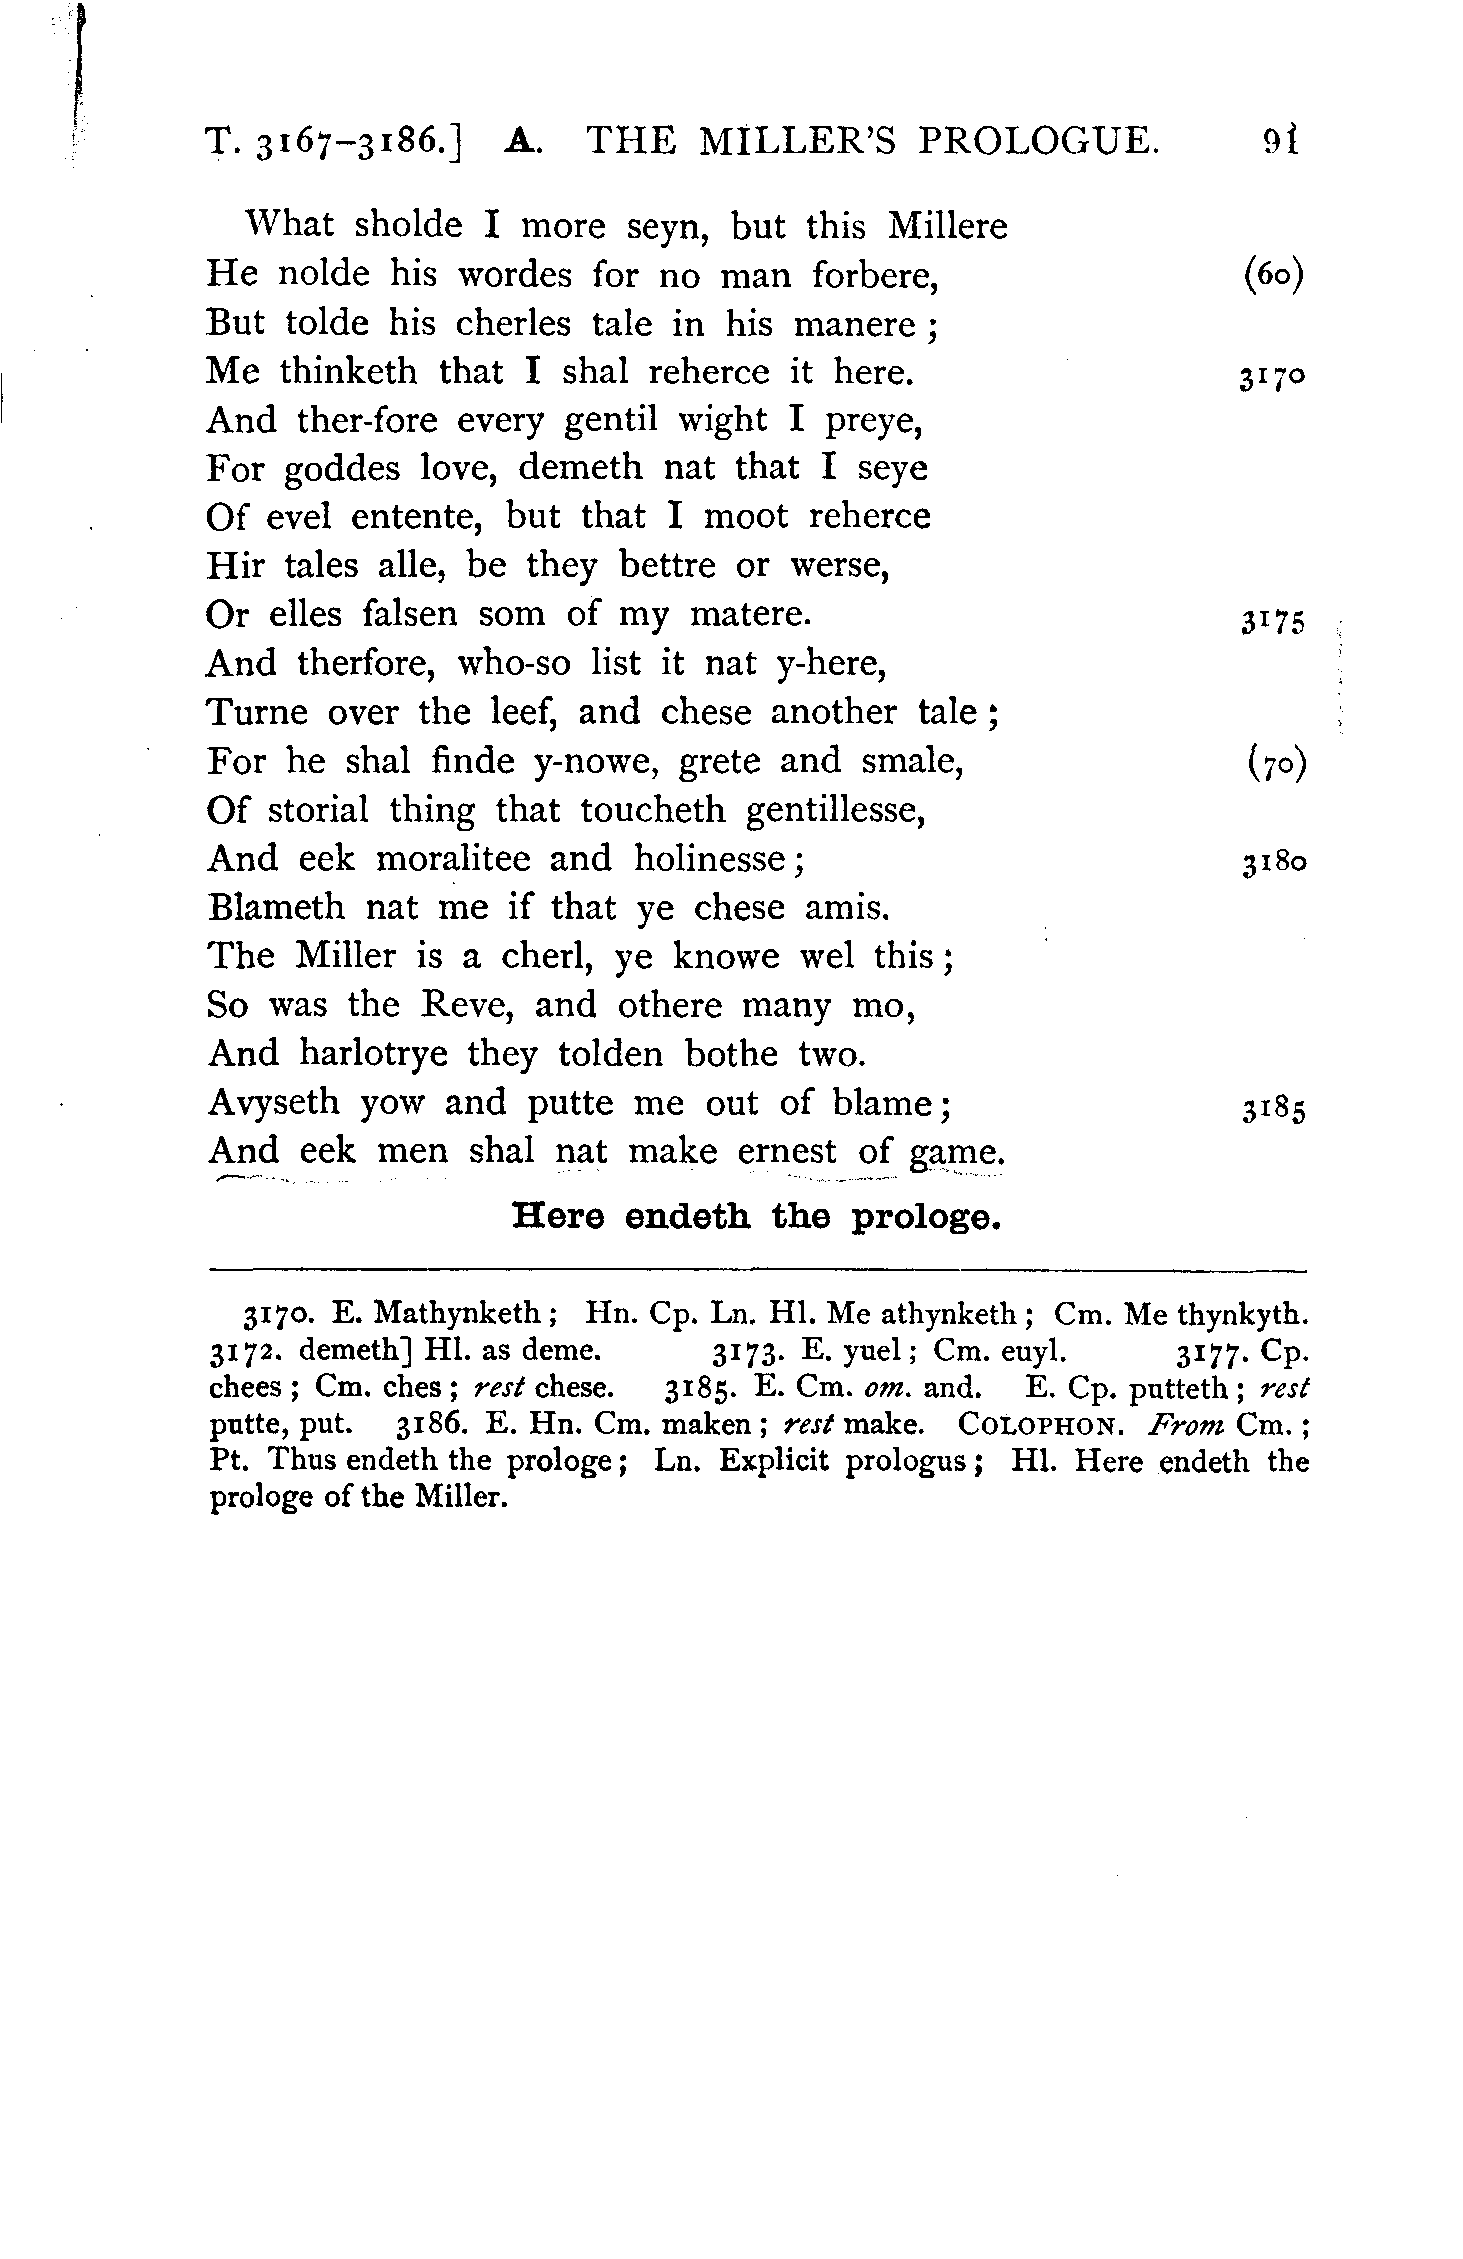 T. 3167–3186.] A. THE MILLER'S PROLOGUE. 91
What sholde I more seyn, but this Millere
He nolde his wordes for no man forbere, (60)
But tolde his cherles tale in his manere ;
Me thinketh that I shal reherce it here. 3170
And ther-fore every gentil wight I preye,
For goddes love, demeth nat that I seye
Of evel entente, but that I moot reherce
Hir tales alle, be they bettre or werse,
Or elles falsen som of my matere. 3175
And therfore, who-so list it nat y-here,
Turne over the leef, and chese another tale ;
For he shal finde y-nowe, grete and smale, (70)
Of storial thing that toucheth gentillesse,
And eek moralitee and holinesse ; 3180
Blameth nat me if that ye chese amis.
The Miller is a cherl, ye knowe wel this ;
So was the Reve, and othere many mo,
And harlotrye they tolden bothe two.
Avyseth yow and putte me out of blame ; 3185
And eek men shal nat make ernest of game.
Here endeth the prologe.
3170. E. Mathynketh ; Hn. Cp. Ln. Hl. Me athynketh ; Cm. Me thynkyth.
3172. demeth] Hl. as deme. 3173. E. yuel ; Cm. euyl. 3177. Cp.
chees ; Cm. ches ; rest chese. 3185. E. Cm. om. and. E. Cp. putteth ; rest
putte, put. 3186. E. Hn. Cm. maken ; rest make. COLOPHON. From Cm. ;
Pt. Thus endeth the prologe ; Ln. Explicit prologus ; Hl. Here endeth the
prologe of the Miller.